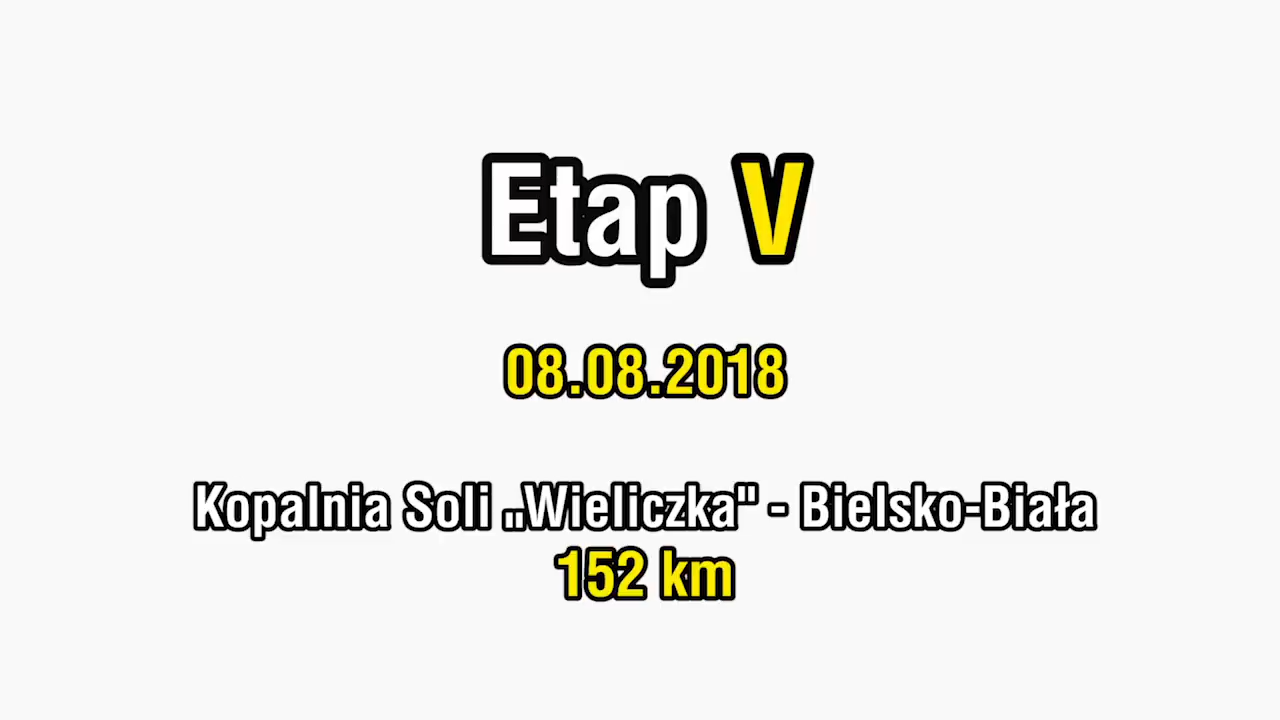 Etap V
08.08.2018
Kopalnia Soli „Wieliczka" - Bielsko-Biała
152 km